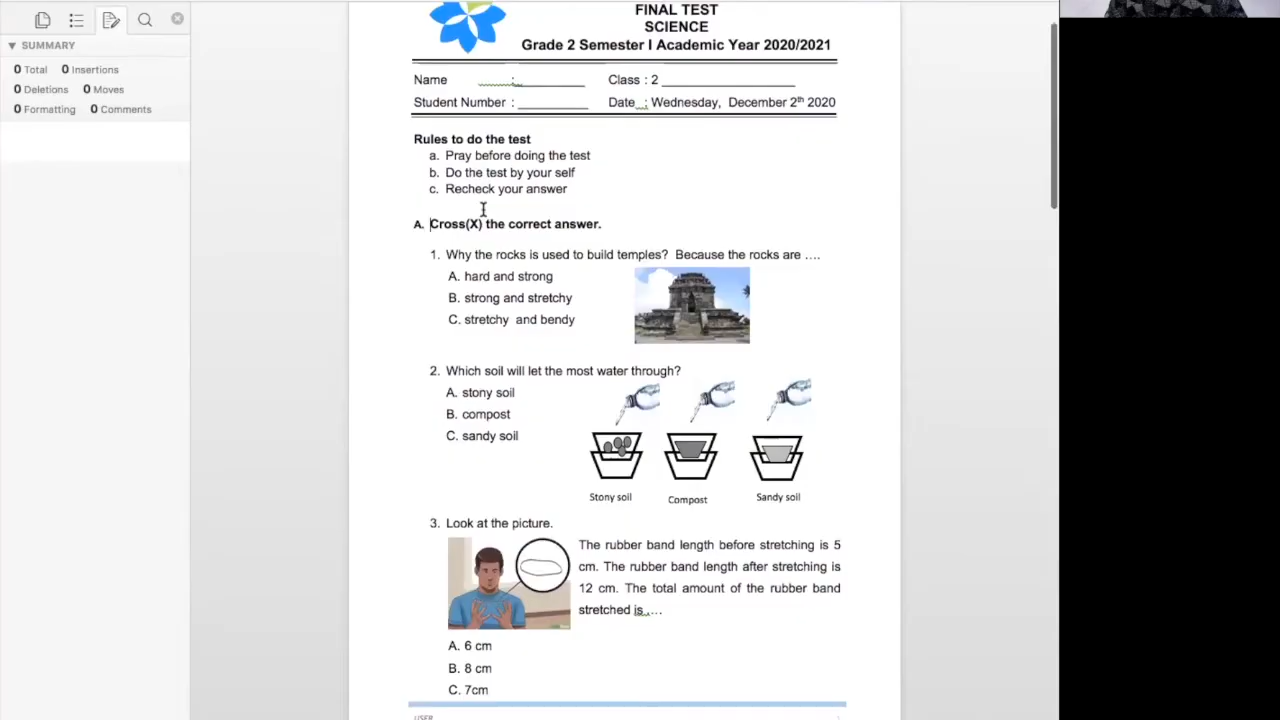 FINAL TEST
SCIENCE
Grade 2 Semester I Academic Year 2020/2021
SUMMARY
0 Total 0 Insertions
0 Deletions 0 Moves
0 Formatting 0 Comments
Name : __________ Class : 2 __________________
Student Number : __________ Date : Wednesday, December 2th 2020
Rules to do the test
a. Pray before doing the test
b. Do the test by your self
c. Recheck your answer
A. Cross(X) the correct answer.
1. Why the rocks is used to build temples? Because the rocks are ....
A. hard and strong
B. strong and stretchy
C. stretchy and bendy
2. Which soil will let the most water through?
A. stony soil
B. compost
C. sandy soil
Stony soil Compost Sandy soil
3. Look at the picture.
The rubber band length before stretching is 5
cm. The rubber band length after stretching is
12 cm. The total amount of the rubber band
stretched is ....
A. 6 cm
B. 8 cm
C. 7cm
USER